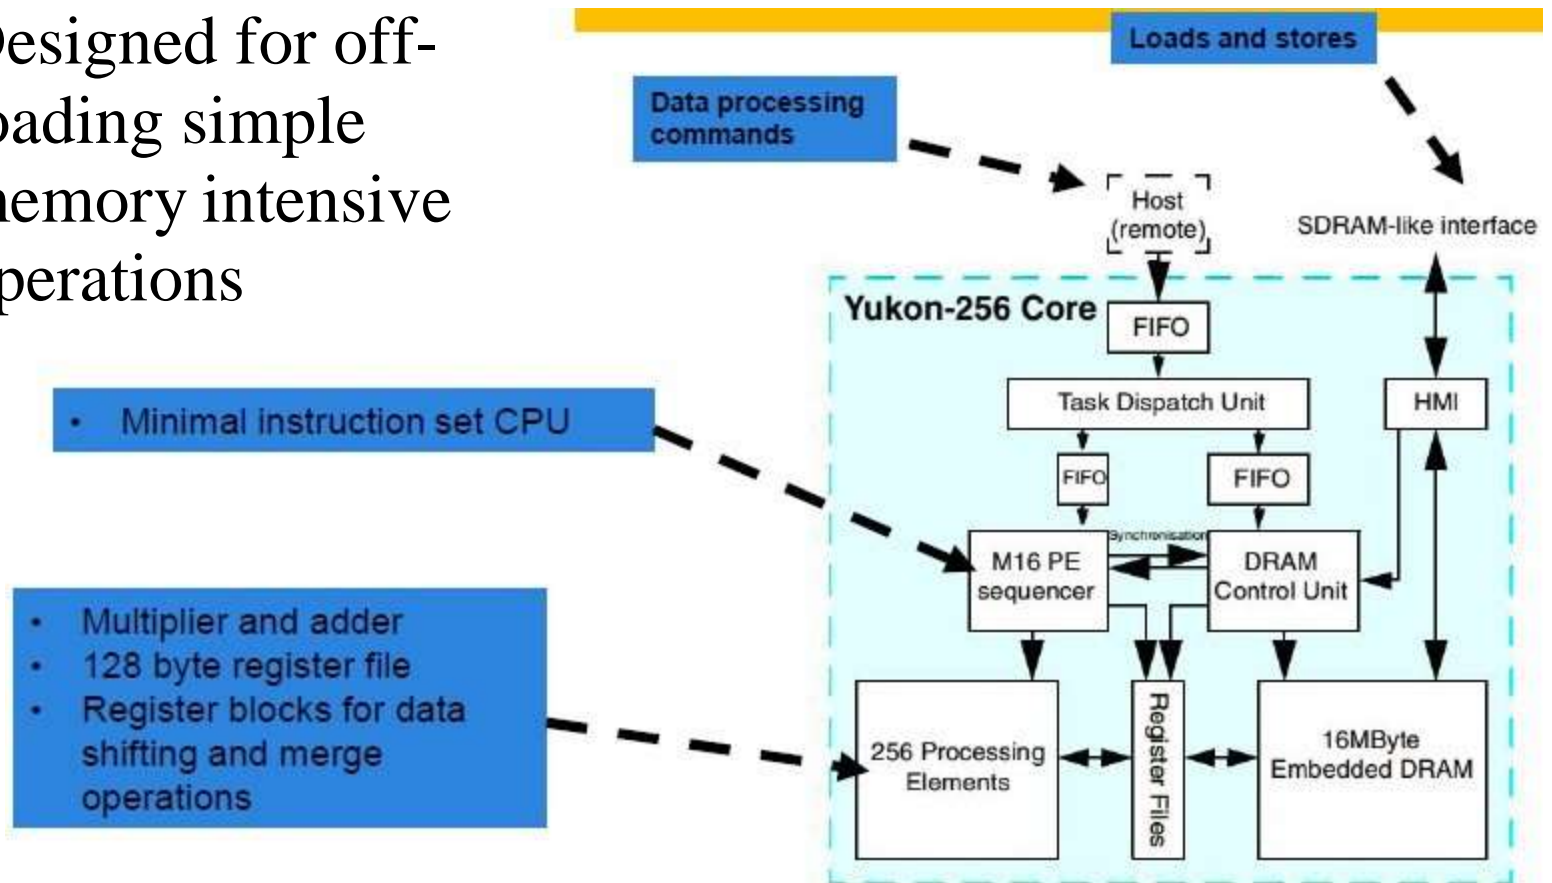 Designed for off-
oading simple
nemory intensive
perations
Loads and stores
Data processing
commands
Host
(remote)
SDRAM-like interface
Yukon-256 Core
FIFO
Task Dispatch Unit
HMI
• Minimal instruction set CPU
FIFO
FIFO
Synchronisation
M16 PE
sequencer
DRAM
Control Unit
• Multiplier and adder
• 128 byte register file
• Register blocks for data
shifting and merge
operations
256 Processing
Elements
Register Files
16MByte
Embedded DRAM